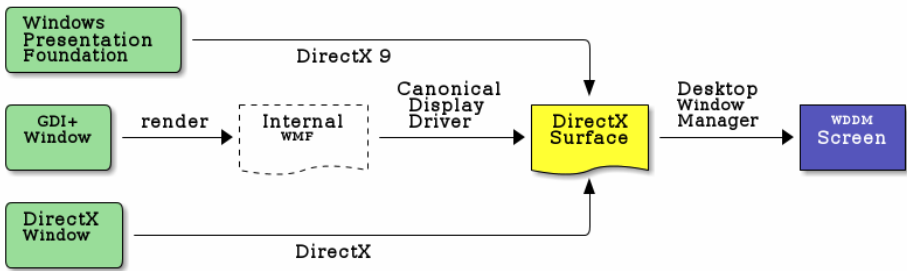 Windows
Presentation
Foundation
DirectX 9
GDI+
Window
render
Internal
WMF
Canonical
Display
Driver
DirectX
Surface
Desktop
Window
Manager
WDDM
Screen
DirectX
Window
DirectX